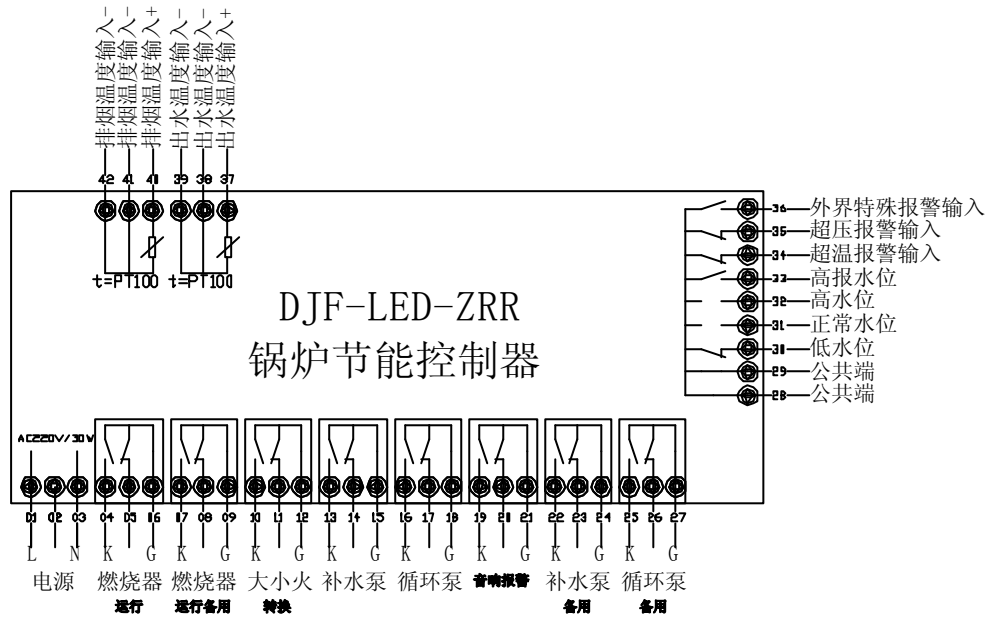 排烟温度输入-
排烟温度输入-
排烟温度输入+
出水温度输入-
出水温度输入-
出水温度输入+
42 41 40 39 38 37
t=PT100 t=PT100
DJF-LED-ZRR
锅炉节能控制器
36 外界特殊报警输入
35 超压报警输入
34 超温报警输入
33 高报水位
32 高水位
31 正常水位
30 低水位
29 公共端
28 公共端
AC220V/30W
01 02 03 04 05 06 07 08 09 10 11 12 13 14 15 16 17 18 19 20 21 22 23 24 25 26 27
L N K G K G K G K G K G K G K G K G
电源 燃烧器 燃烧器 大小火 补水泵 循环泵 音响报警 补水泵 循环泵
运行 运行备用 转换 备用 备用